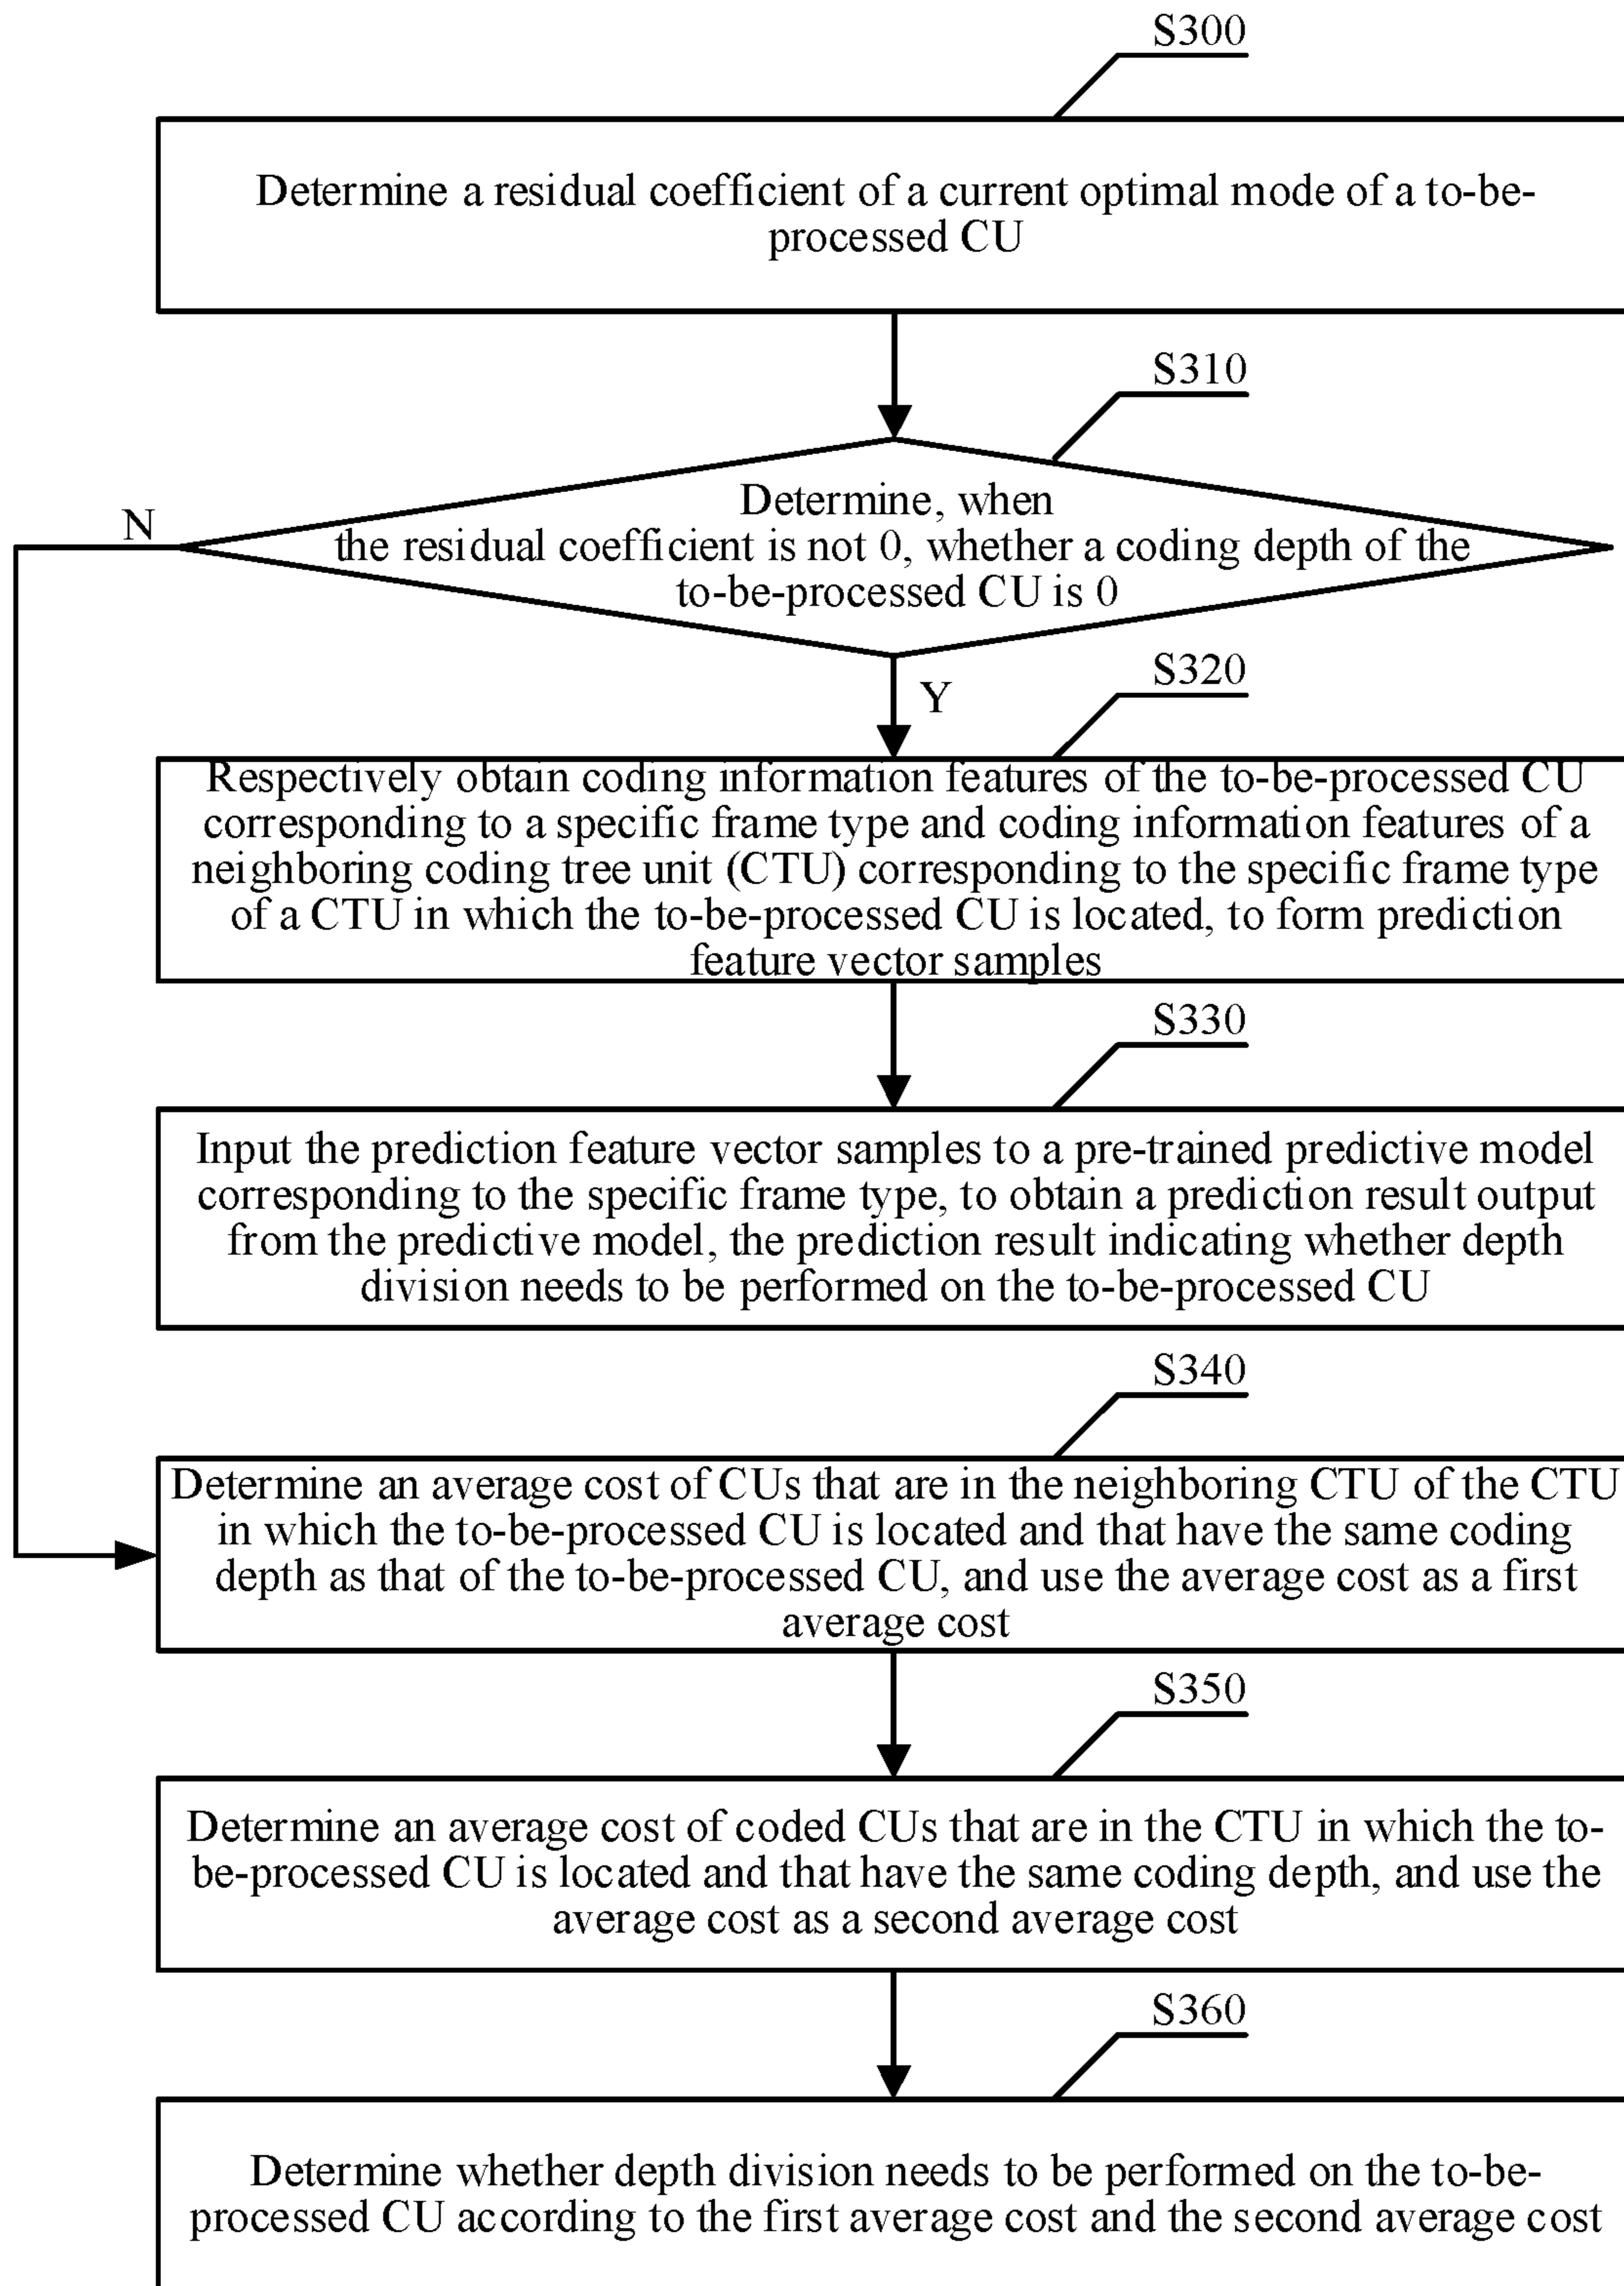 S300
Determine a residual coefficient of a current optimal mode of a to-be-
processed CU
S310
Determine, when
the residual coefficient is not 0, whether a coding depth of the
to-be-processed CU is 0
N
Y
S320
Respectively obtain coding information features of the to-be-processed CU
corresponding to a specific frame type and coding information features of a
neighboring coding tree unit (CTU) corresponding to the specific frame type
of a CTU in which the to-be-processed CU is located, to form prediction
feature vector samples
S330
Input the prediction feature vector samples to a pre-trained predictive model
corresponding to the specific frame type, to obtain a prediction result output
from the predictive model, the prediction result indicating whether depth
division needs to be performed on the to-be-processed CU
S340
Determine an average cost of CUs that are in the neighboring CTU of the CTU
in which the to-be-processed CU is located and that have the same coding
depth as that of the to-be-processed CU, and use the average cost as a first
average cost
S350
Determine an average cost of coded CUs that are in the CTU in which the to-
be-processed CU is located and that have the same coding depth, and use the
average cost as a second average cost
S360
Determine whether depth division needs to be performed on the to-be-
processed CU according to the first average cost and the second average cost